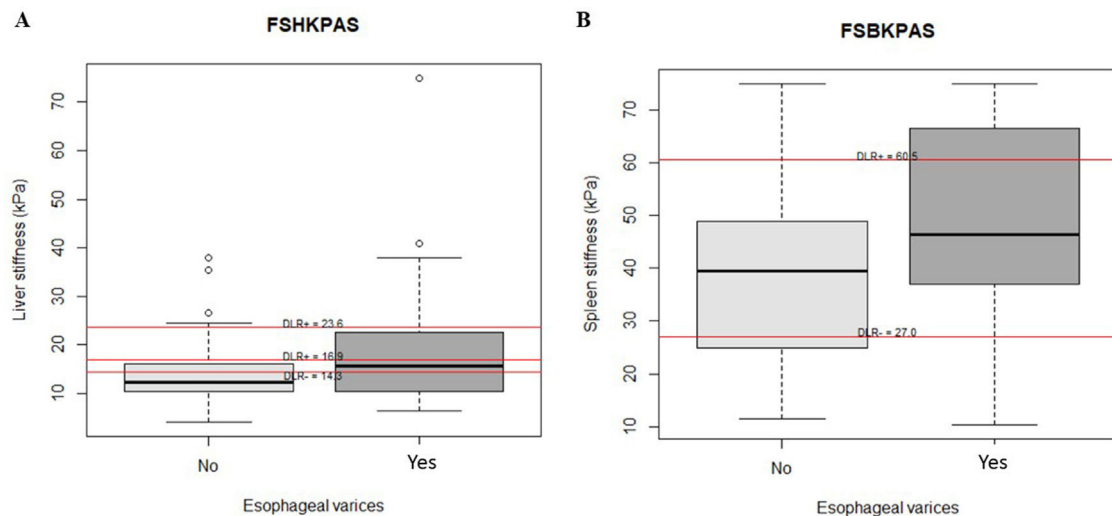 A
FSHKPAS
Liver stiffness (kPa)
70
60
50
40
30
20
10
DLR+ = 23.6
DLR+ = 16.9
DLR- = 14.3
No
Yes
Esophageal varices
B
FSBKPAS
Spleen stiffness (kPa)
70
60
50
40
30
20
10
DLR+ = 60.5
DLR- = 27.0
No
Yes
Esophageal varices